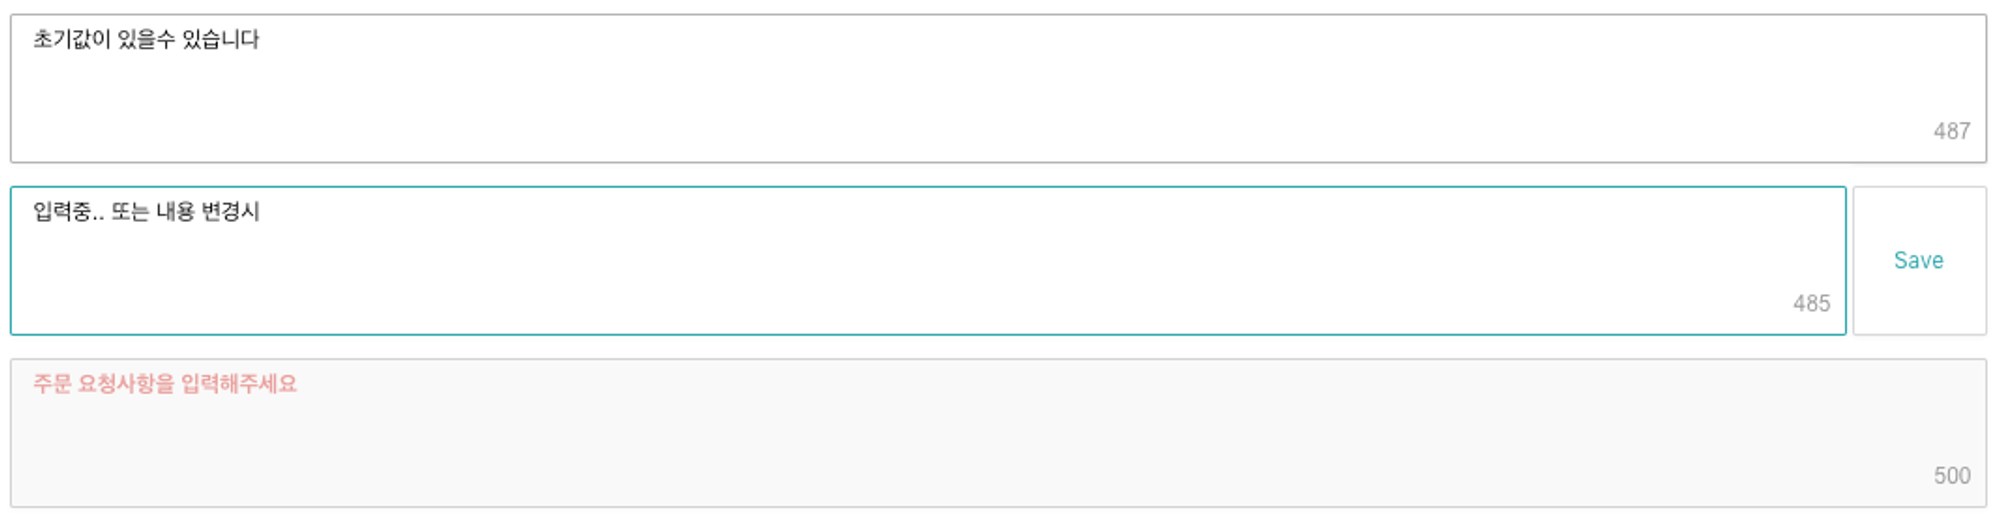 초기값이 있을수 있습니다
487
입력중.. 또는 내용 변경시
Save
485
주문 요청사항을 입력해주세요
500